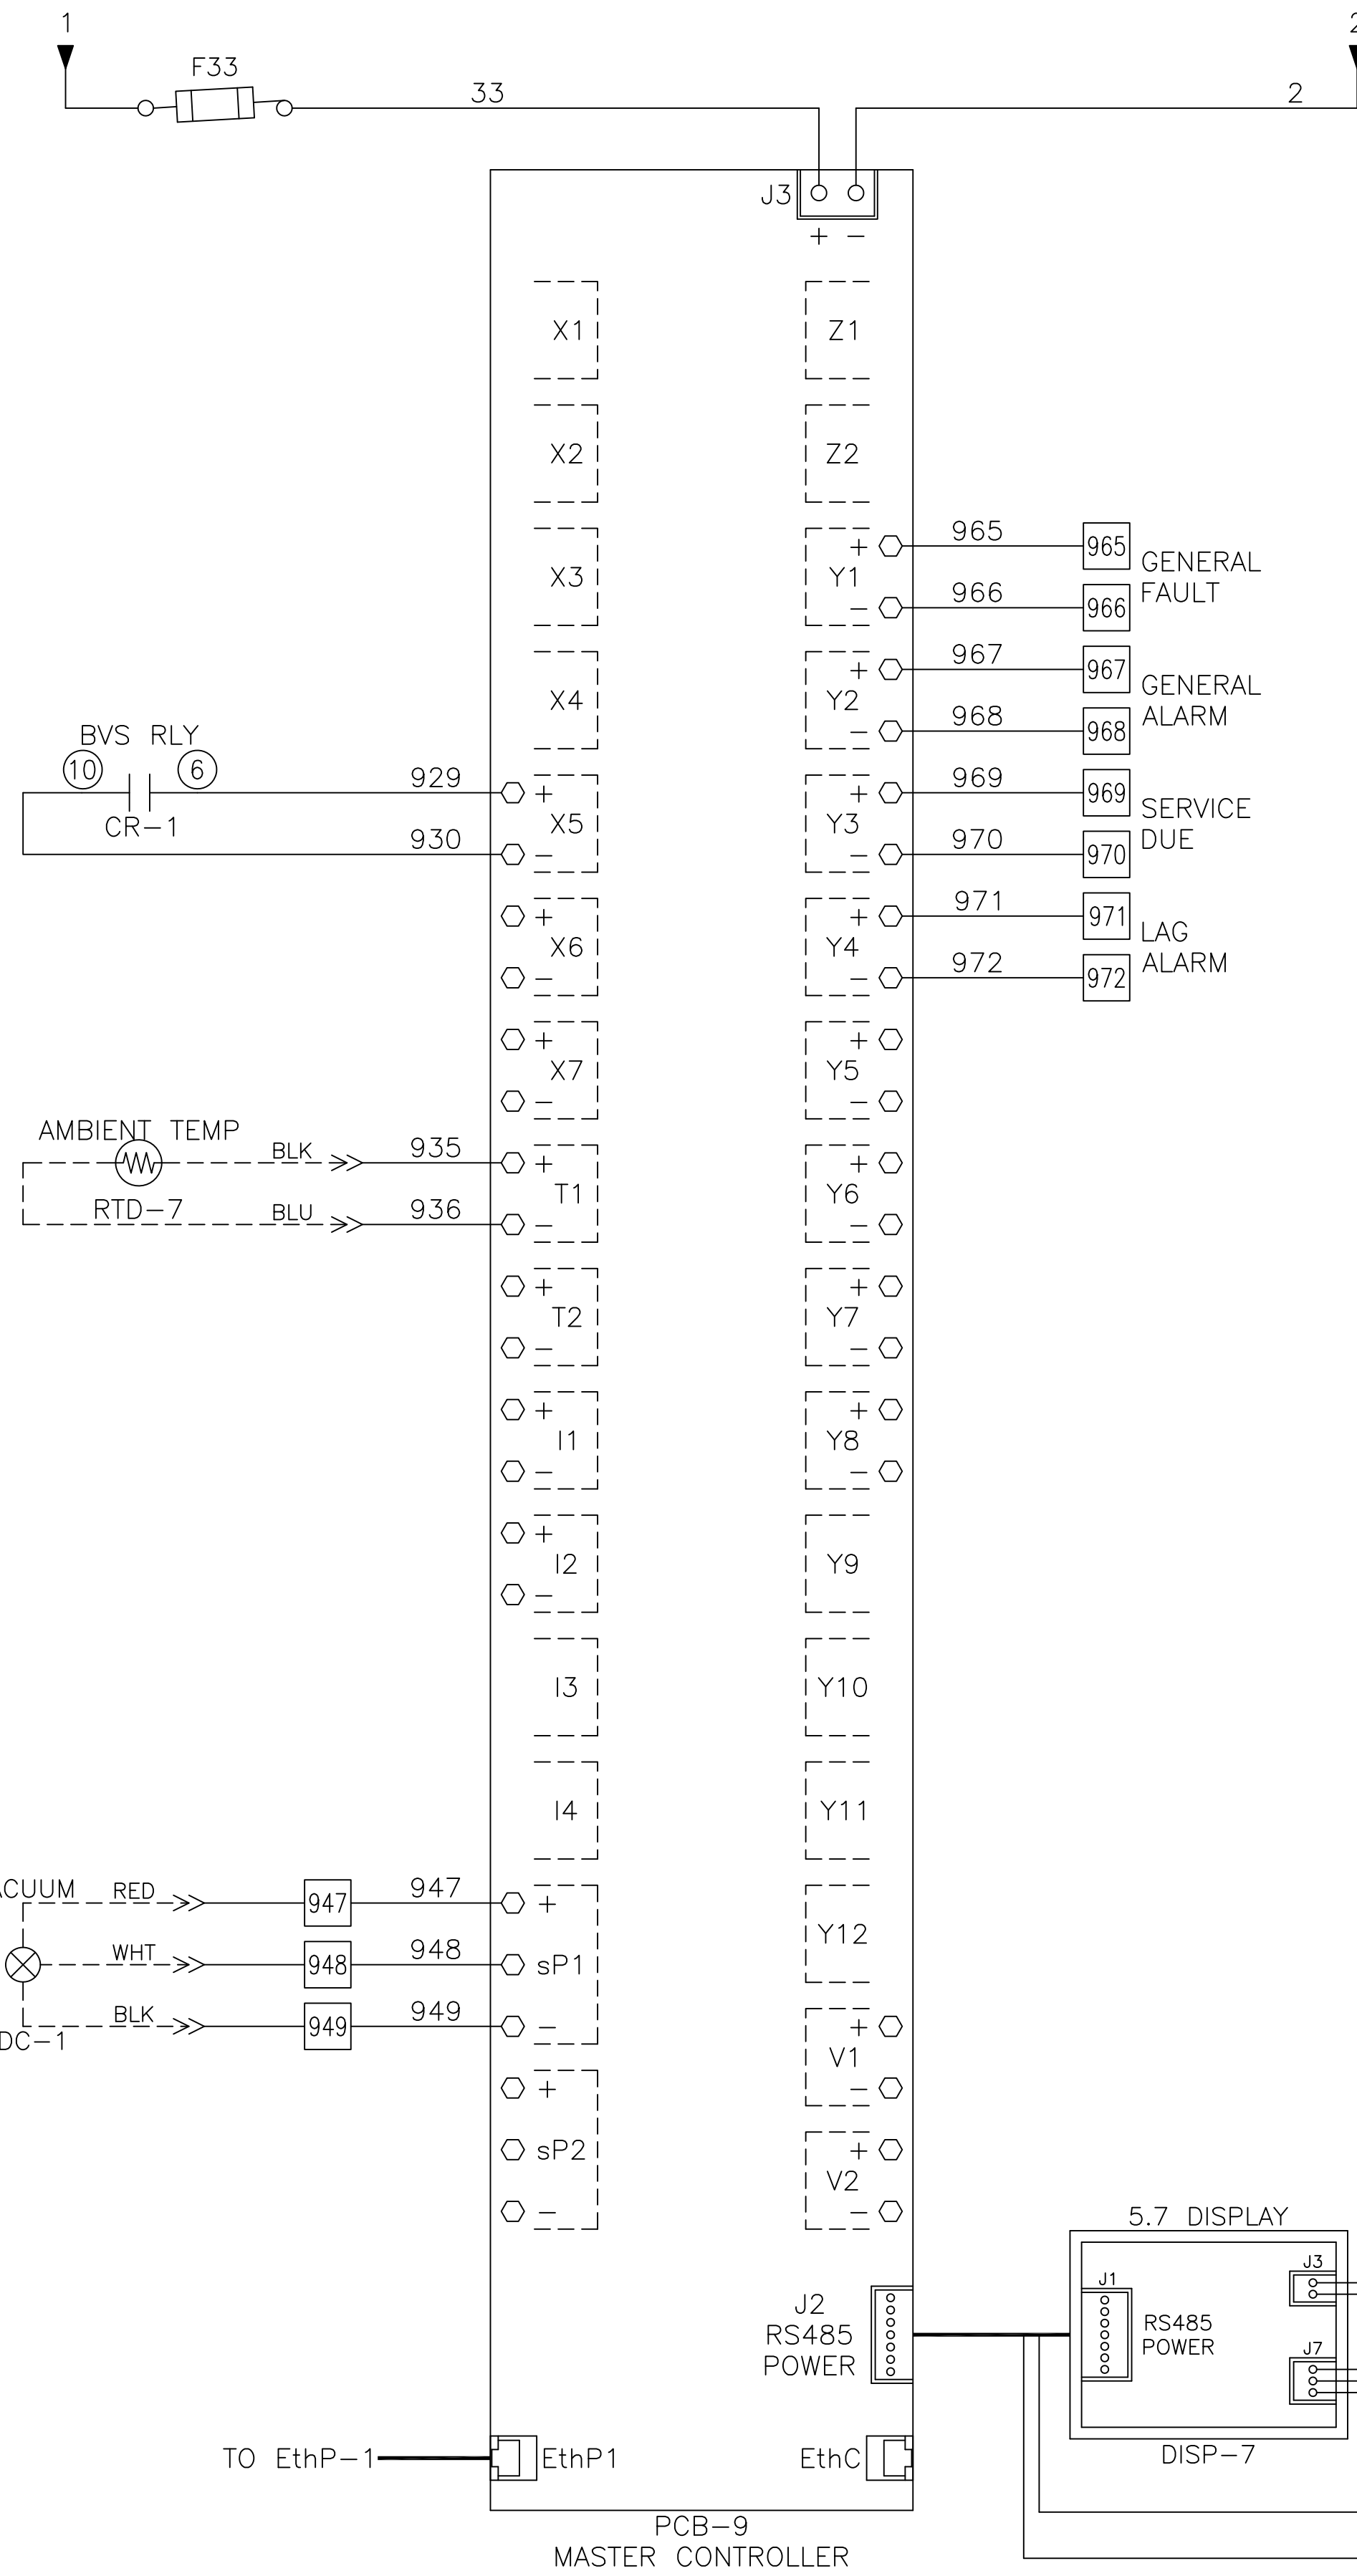 1
2
F33
33
2
J3
+ −
X1
Z1
X2
Z2
X3
+
Y1
−
965
965
GENERAL
FAULT
966
966
X4
+
Y2
−
967
967
GENERAL
ALARM
968
968
BVS RLY
10
6
CR−1
929
930
+
X5
−
+
Y3
−
969
969
SERVICE
DUE
970
970
+
X6
−
+
Y4
−
971
971
LAG
ALARM
972
972
+
X7
−
+
Y5
−
AMBIENT TEMP
BLK
935
RTD−7
BLU
936
+
T1
−
+
Y6
−
+
T2
−
+
Y7
−
+
I1
−
+
Y8
−
+
I2
−
Y9
I3
Y10
I4
Y11
ACUUM
RED
947
947
WHT
948
948
BLK
949
949
DC−1
+
sP1
−
Y12
+
V1
−
+
sP2
−
+
V2
−
5.7 DISPLAY
J3
J1
RS485
POWER
J7
DISP−7
J2
RS485
POWER
TO EthP−1
EthP1
EthC
PCB−9
MASTER CONTROLLER